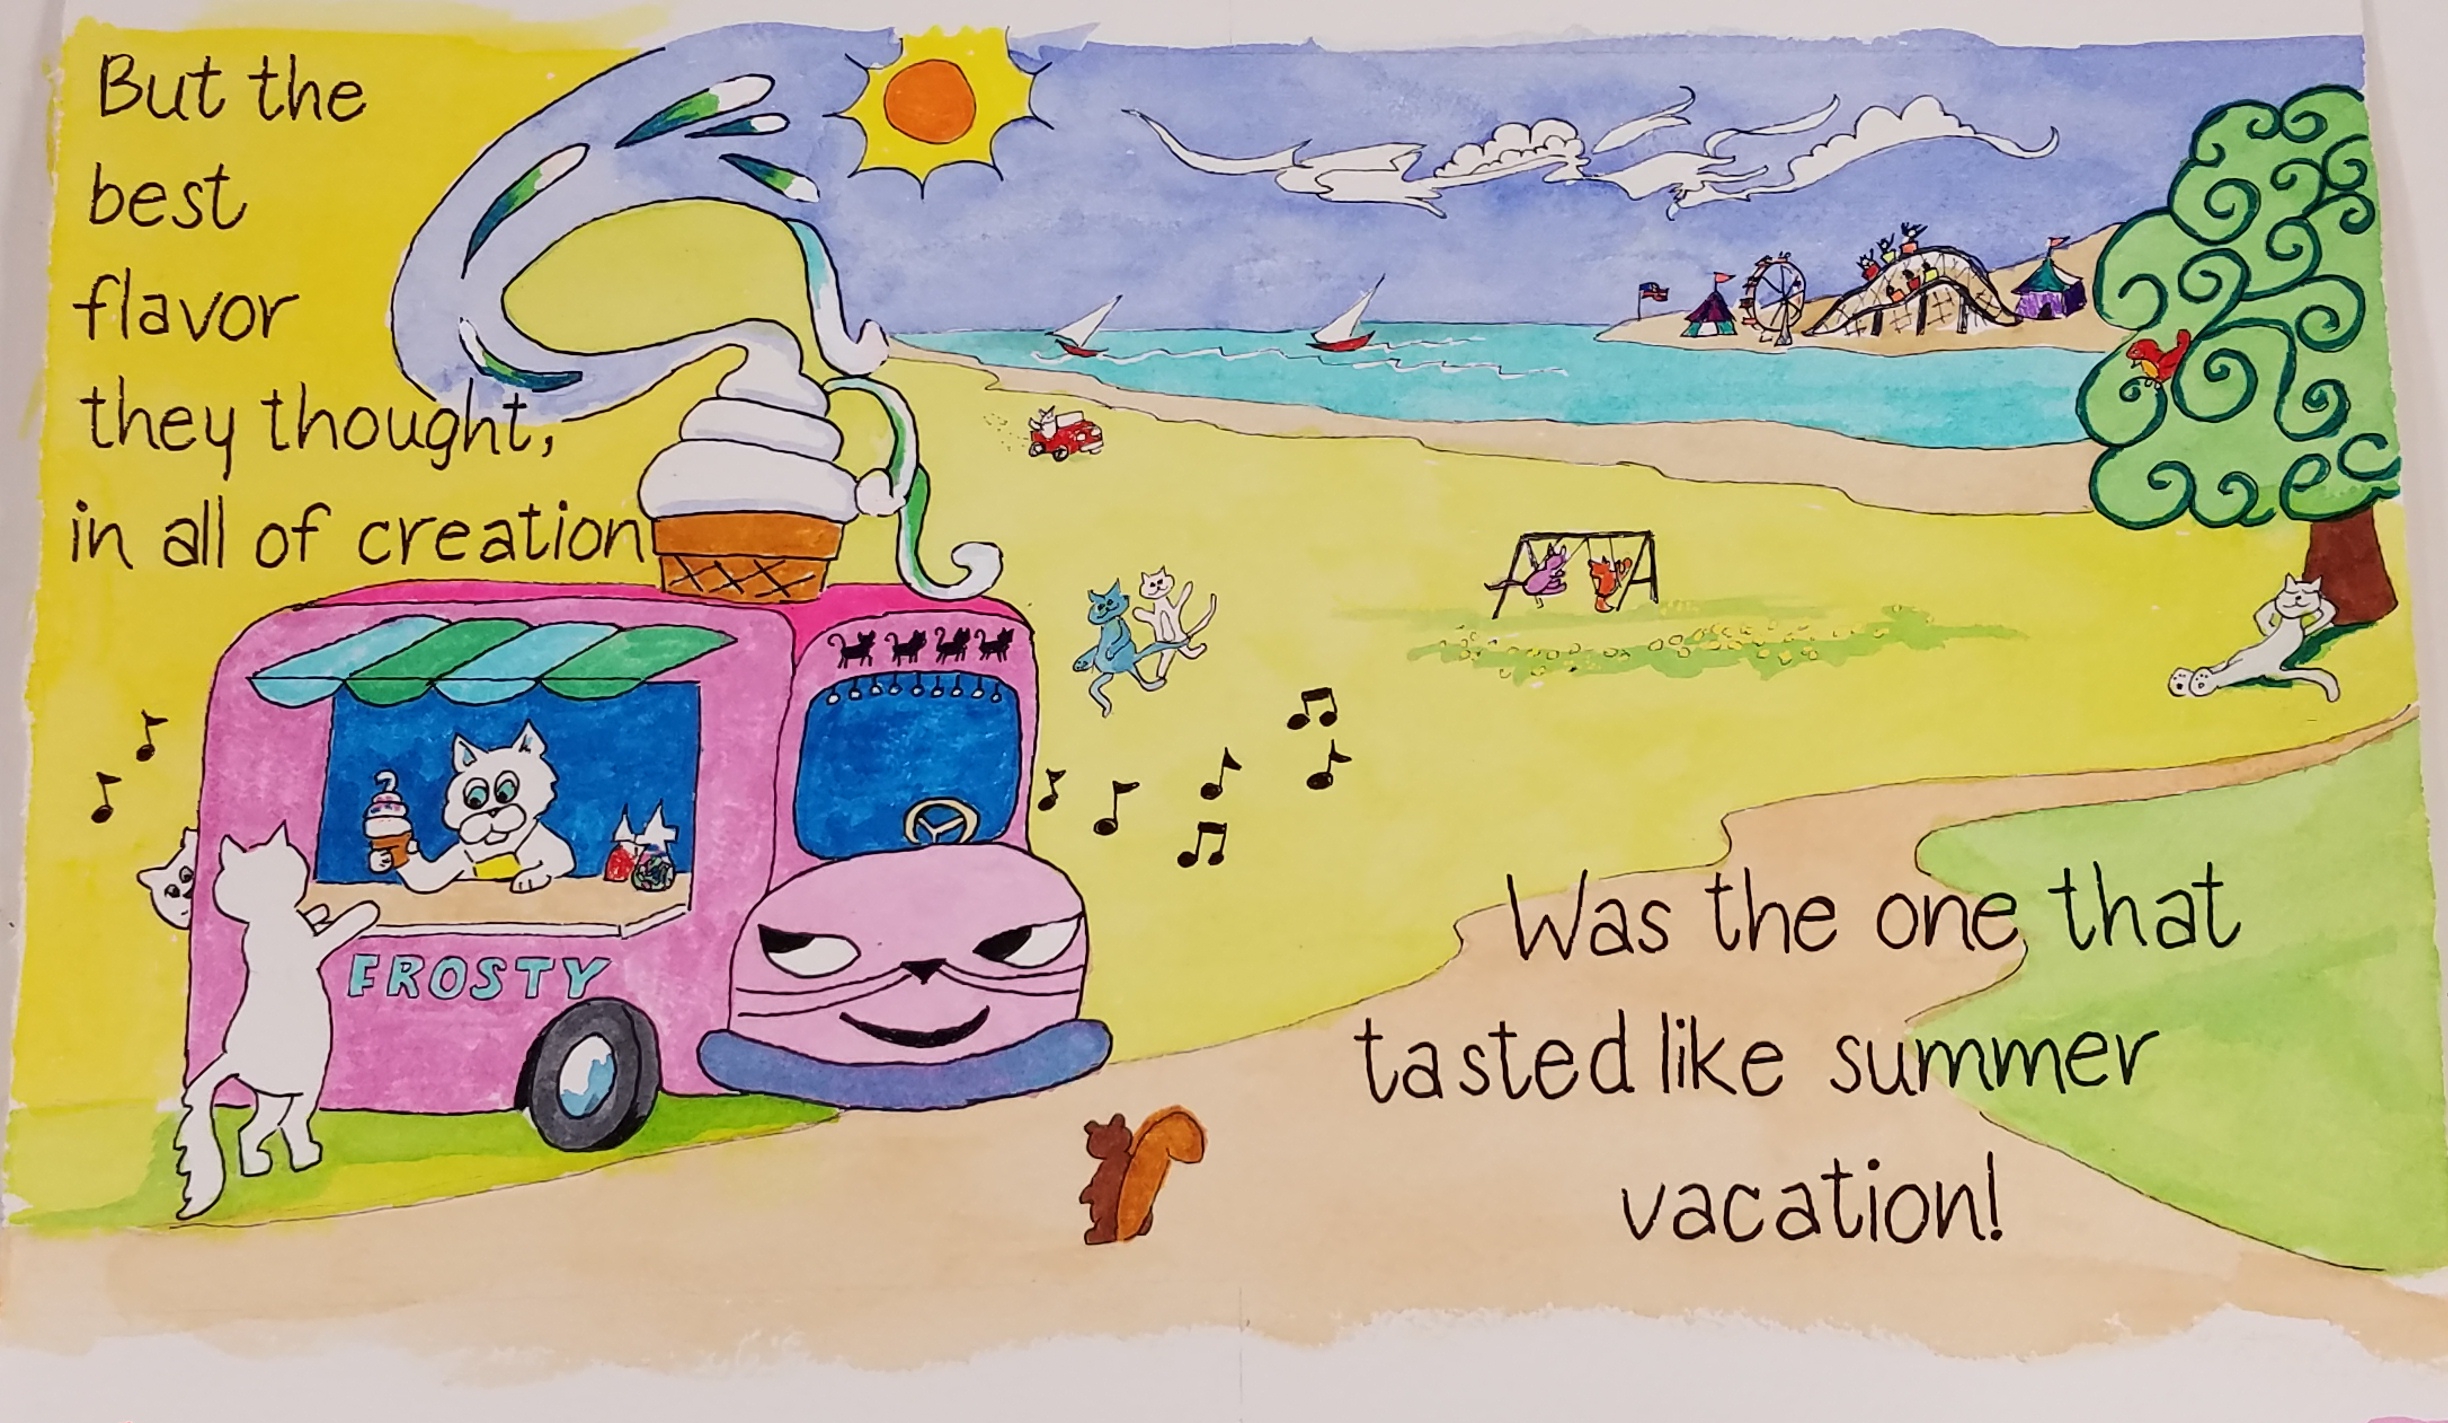 But the
best
flavor
they thought,
in all of creation
FROSTY
Was the one that
tasted like summer
vacation!